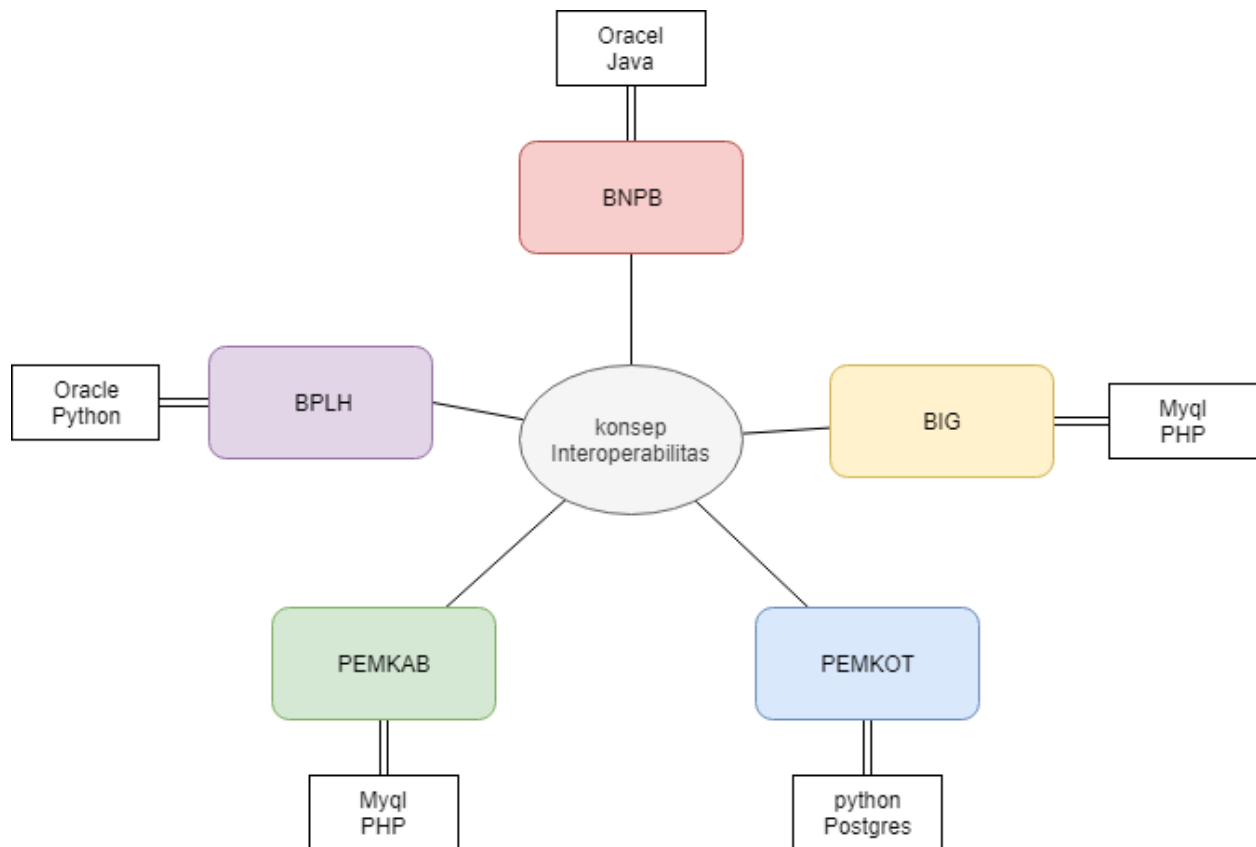 Oracel
Java
BNPB
Oracle
Python
BPLH
konsep
Interoperabilitas
BIG
Myql
PHP
PEMKAB
PEMKOT
Myql
PHP
python
Postgres